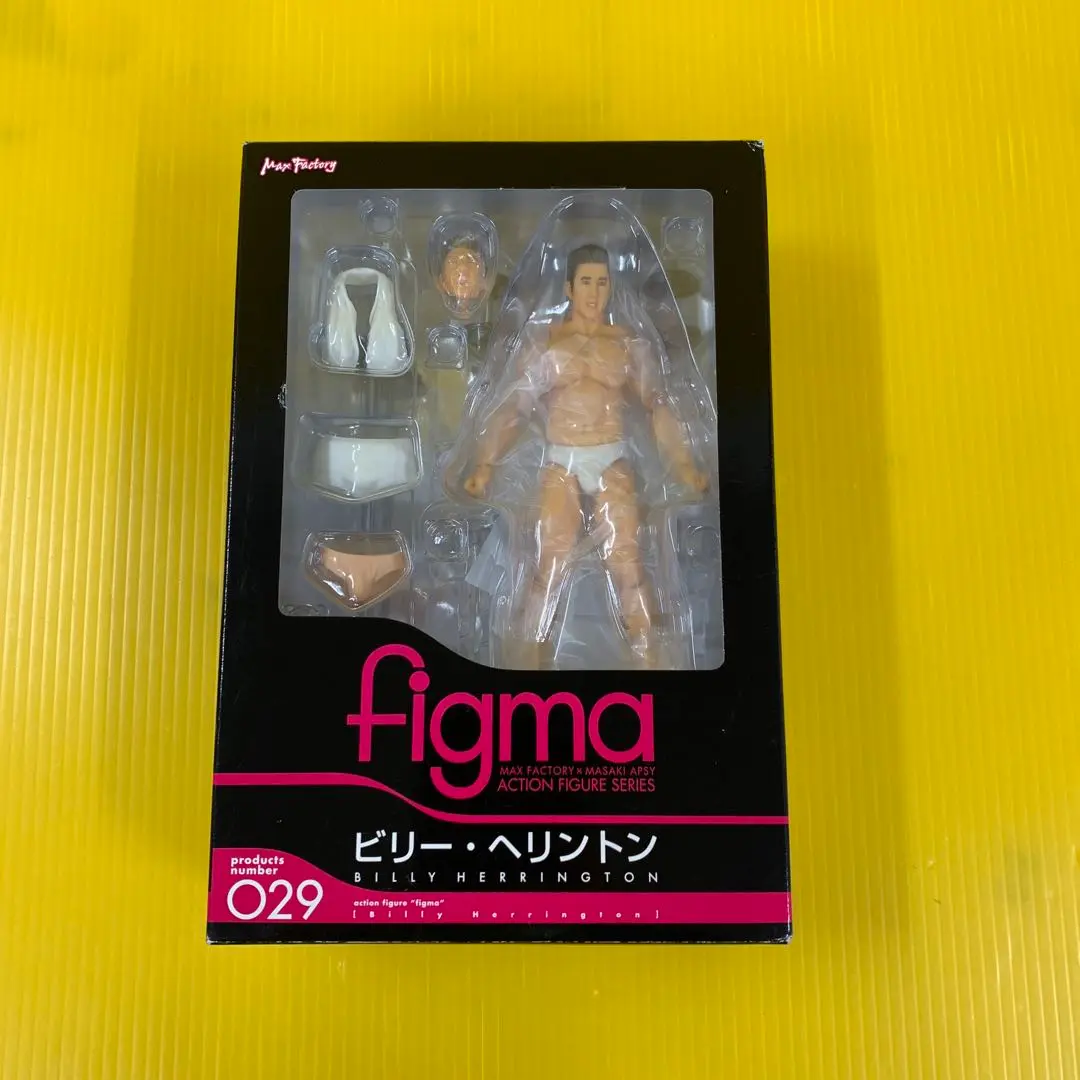 Max Factory
figma
MAX FACTORY × MASAKI APSY
ACTION FIGURE SERIES
ビリー・ヘリントン
BILLY HERRINGTON
products
number
029
action figure "figma"
[Billy Herrington]